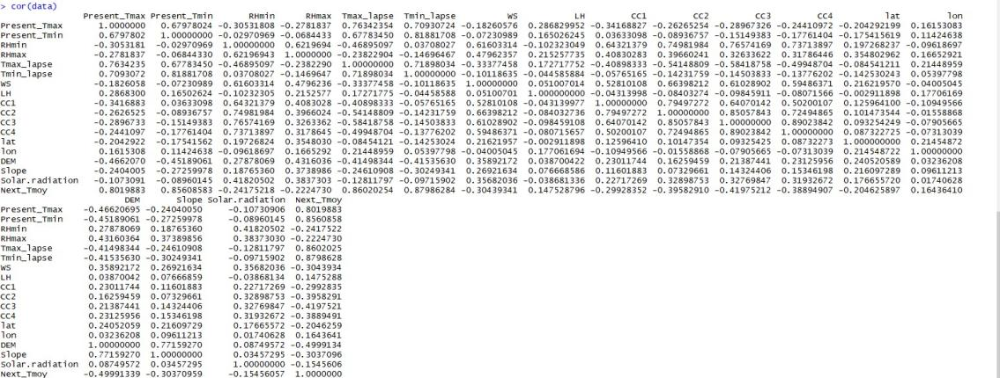 > cor(data)
Present_Tmax Present_Tmin RHmin RHmax Tmax_lapse Tmin_lapse WS LH CC1 CC2 CC3 CC4 lat lon
Present_Tmax 1.0000000 0.67978024 -0.30531808 -0.2781837 0.76342354 0.70930724 -0.18260576 0.286829952 -0.34168827 -0.26265254 -0.28967326 -0.24410972 -0.204292199 0.16153083
Present_Tmin 0.6797802 1.00000000 -0.02970969 -0.0684433 0.67783450 0.81881708 -0.07230989 0.165026245 0.03633098 -0.08936757 -0.15149383 -0.17761404 -0.175415619 0.11424638
RHmin -0.3053181 -0.02970969 1.00000000 0.6219694 -0.46895097 0.03708027 0.61603314 -0.102323049 0.64321379 0.74981984 0.76574169 0.73713897 0.197268237 -0.09618697
RHmax -0.2781837 -0.06844330 0.62196943 1.0000000 -0.23822904 -0.14696467 0.47962357 0.215257735 0.40830283 0.39660241 0.32633622 0.31786446 0.354802962 0.16652921
Tmax_lapse 0.7634235 0.67783450 -0.46895097 -0.2382290 1.00000000 0.71898034 -0.33377458 0.172717752 -0.40898333 -0.54148809 -0.58418758 -0.49948704 -0.084541211 0.21448959
Tmin_lapse 0.7093072 0.81881708 0.03708027 -0.1469647 0.71898034 1.00000000 -0.10118635 -0.044585884 -0.05765165 -0.14231759 -0.14503833 -0.13776202 -0.142530243 0.05397798
WS -0.1826058 -0.07230989 0.61603314 0.4796236 -0.33377458 -0.10118635 1.00000000 0.051007014 0.52810108 0.66398212 0.61028902 0.59486371 0.216219570 -0.04005045
LH 0.2868300 0.16502624 -0.10232305 0.2152577 0.17271775 -0.04458588 0.05100701 1.000000000 -0.04313998 -0.08403274 -0.09845911 -0.08071566 -0.002911898 0.17706169
CC1 -0.3416883 0.03633098 0.64321379 0.4083028 -0.40898333 -0.05765165 0.52810108 -0.043139977 1.00000000 0.79497272 0.64070142 0.50200107 0.125964100 -0.10949566
CC2 -0.2626525 -0.08936757 0.74981984 0.3966024 -0.54148809 -0.14231759 0.66398212 -0.084032736 0.79497272 1.00000000 0.85057843 0.72494865 0.101473544 -0.01558868
CC3 -0.2896733 -0.15149383 0.76574169 0.3263362 -0.58418758 -0.14503833 0.61028902 -0.098459108 0.64070142 0.85057843 1.00000000 0.89023842 0.093254249 -0.07905665
CC4 -0.2441097 -0.17761404 0.73713897 0.3178645 -0.49948704 -0.13776202 0.59486371 -0.080715657 0.50200107 0.72494865 0.89023842 1.00000000 0.087322725 -0.07313039
lat -0.2042922 -0.17541562 0.19726824 0.3548030 -0.08454121 -0.14253024 0.21621957 -0.002911898 0.12596410 0.10147354 0.09325425 0.08732273 1.000000000 0.21454872
lon 0.1615308 0.11424638 -0.09618697 0.1665292 0.21448959 0.05397798 -0.04005045 0.177061694 -0.10949566 -0.01558868 -0.07905665 -0.07313039 0.214548722 1.00000000
DEM -0.4662070 -0.45189061 0.27878069 0.4316036 -0.41498344 -0.41535630 0.35892172 0.038700422 0.23011744 0.16259459 0.21387441 0.23125956 0.240520589 0.03236208
Slope -0.2404005 -0.27259978 0.18765360 0.3738986 -0.24610908 -0.30249341 0.26921634 0.076668586 0.11601883 0.07329661 0.14324406 0.15346198 0.216097289 0.09611213
Solar.radiation -0.1073091 -0.08960145 0.41820502 0.3837303 -0.12811797 -0.09715902 0.35682036 -0.038681336 0.22717269 0.32898753 0.32769847 0.31932672 0.176655720 0.01740628
Next_Tmoy 0.8019883 0.85608583 -0.24175218 -0.2224730 0.86020254 0.87986284 -0.30439341 0.147528796 -0.29928352 -0.39582910 -0.41975212 -0.38894907 -0.204625897 0.16436410
DEM Slope Solar.radiation Next_Tmoy
Present_Tmax -0.46620695 -0.24040050 -0.10730906 0.8019883
Present_Tmin -0.45189061 -0.27259978 -0.08960145 0.8560858
RHmin 0.27878069 0.18765360 0.41820502 -0.2417522
RHmax 0.43160364 0.37389856 0.38373030 -0.2224730
Tmax_lapse -0.41498344 -0.24610908 -0.12811797 0.8602025
Tmin_lapse -0.41535630 -0.30249341 -0.09715902 0.8798628
WS 0.35892172 0.26921634 0.35682036 -0.3043934
LH 0.03870042 0.07666859 -0.03868134 0.1475288
CC1 0.23011744 0.11601883 0.22717269 -0.2992835
CC2 0.16259459 0.07329661 0.32898753 -0.3958291
CC3 0.21387441 0.14324406 0.32769847 -0.4197521
CC4 0.23125956 0.15346198 0.31932672 -0.3889491
lat 0.24052059 0.21609729 0.17665572 -0.2046259
lon 0.03236208 0.09611213 0.01740628 0.1643641
DEM 1.00000000 0.77159270 0.08749572 -0.4999134
Slope 0.77159270 1.00000000 0.03457295 -0.3037096
Solar.radiation 0.08749572 0.03457295 1.00000000 -0.1545606
Next_Tmoy -0.49991339 -0.30370959 -0.15456057 1.0000000